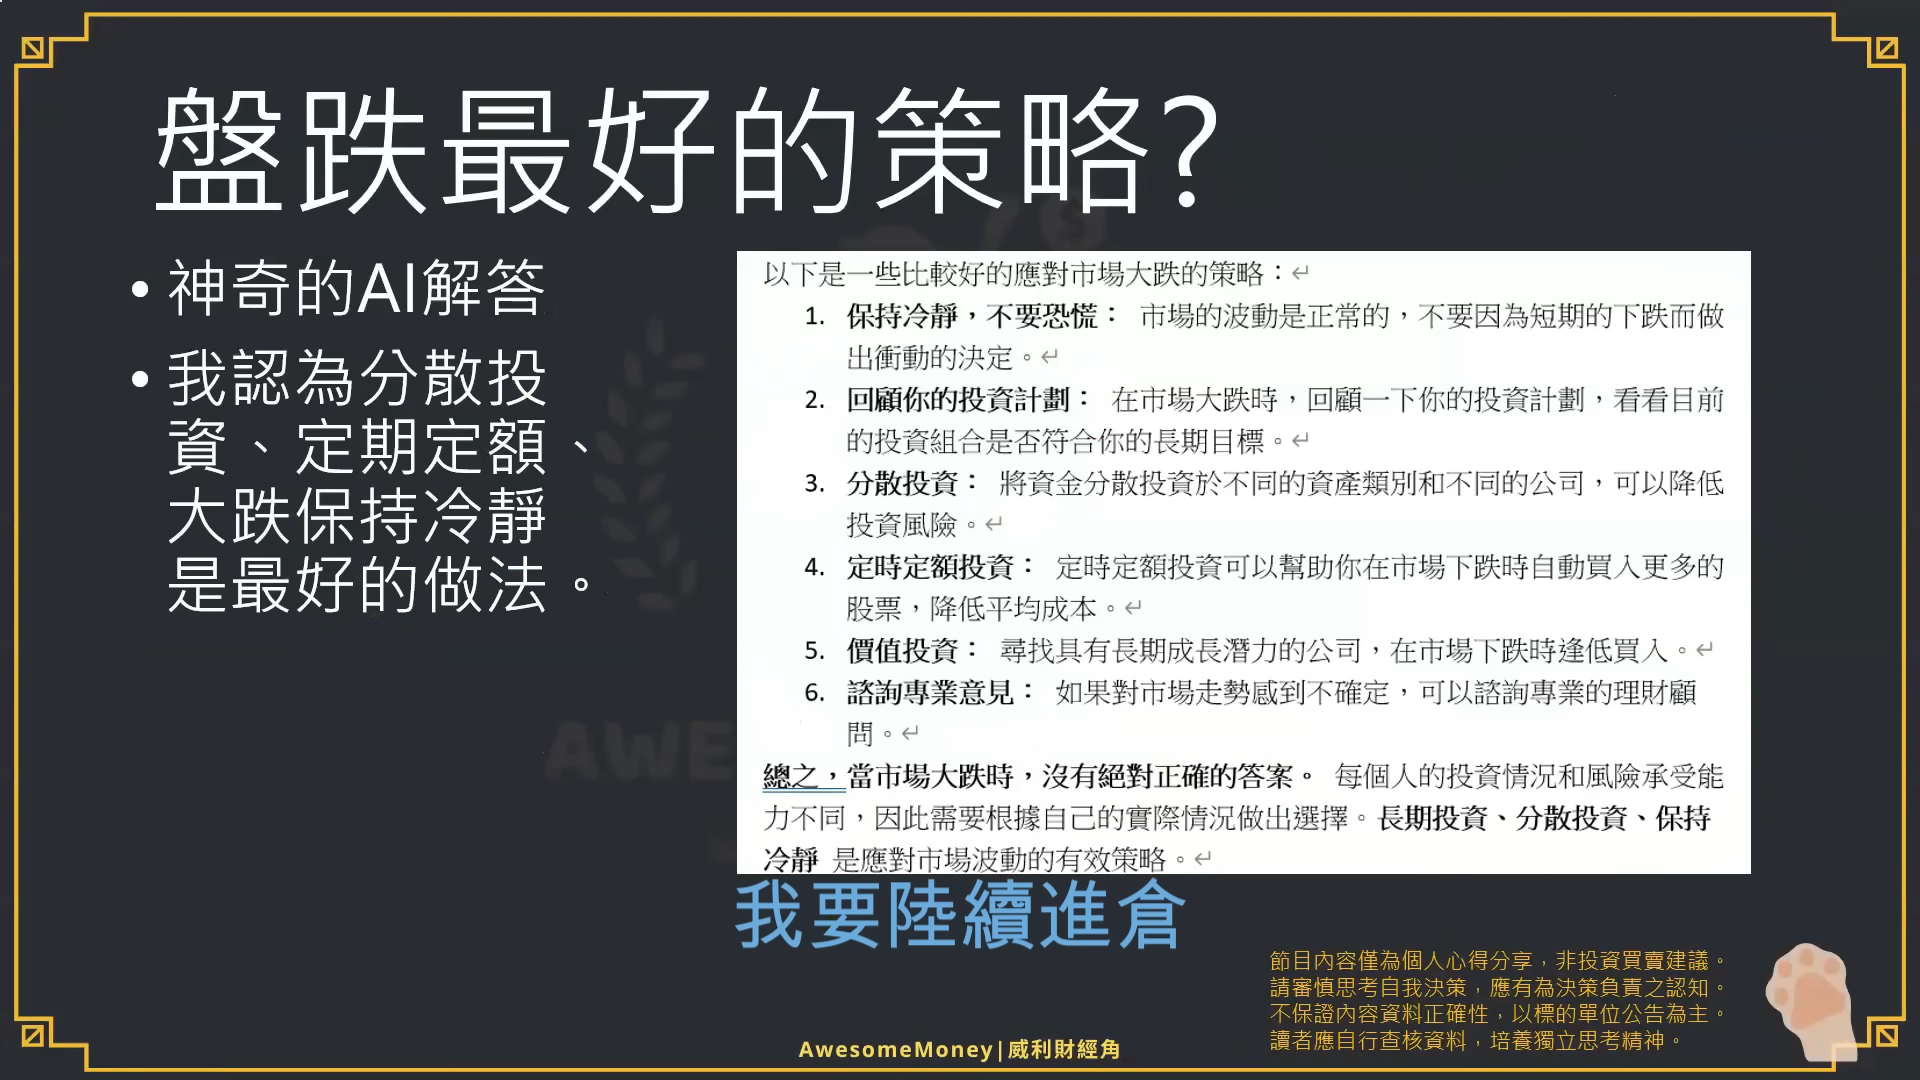 盤跌最好的策略?
• 神奇的AI解答
• 我認為分散投
資、定期定額、
大跌保持冷靜
是最好的做法。
以下是一些比較好的應對市場大跌的策略：↵
1. 保持冷靜，不要恐慌： 市場的波動是正常的，不要因為短期的下跌而做
出衝動的決定。↵
2. 回顧你的投資計劃： 在市場大跌時，回顧一下你的投資計劃，看看目前
的投資組合是否符合你的長期目標。↵
3. 分散投資： 將資金分散投資於不同的資產類別和不同的公司，可以降低
投資風險。↵
4. 定時定額投資： 定時定額投資可以幫助你在市場下跌時自動買入更多的
股票，降低平均成本。↵
5. 價值投資： 尋找具有長期成長潛力的公司，在市場下跌時逢低買入。↵
6. 諮詢專業意見： 如果對市場走勢感到不確定，可以諮詢專業的理財顧
問。↵
總之，當市場大跌時，沒有絕對正確的答案。 每個人的投資情況和風險承受能
力不同，因此需要根據自己的實際情況做出選擇。長期投資、分散投資、保持
冷靜 是應對市場波動的有效策略。↵
我要陸續進倉
節目內容僅為個人心得分享，非投資買賣建議。
請審慎思考自我決策，應有為決策負責之認知。
不保證內容資料正確性，以標的單位公告為主。
讀者應自行查核資料，培養獨立思考精神。
AwesomeMoney|威利財經角